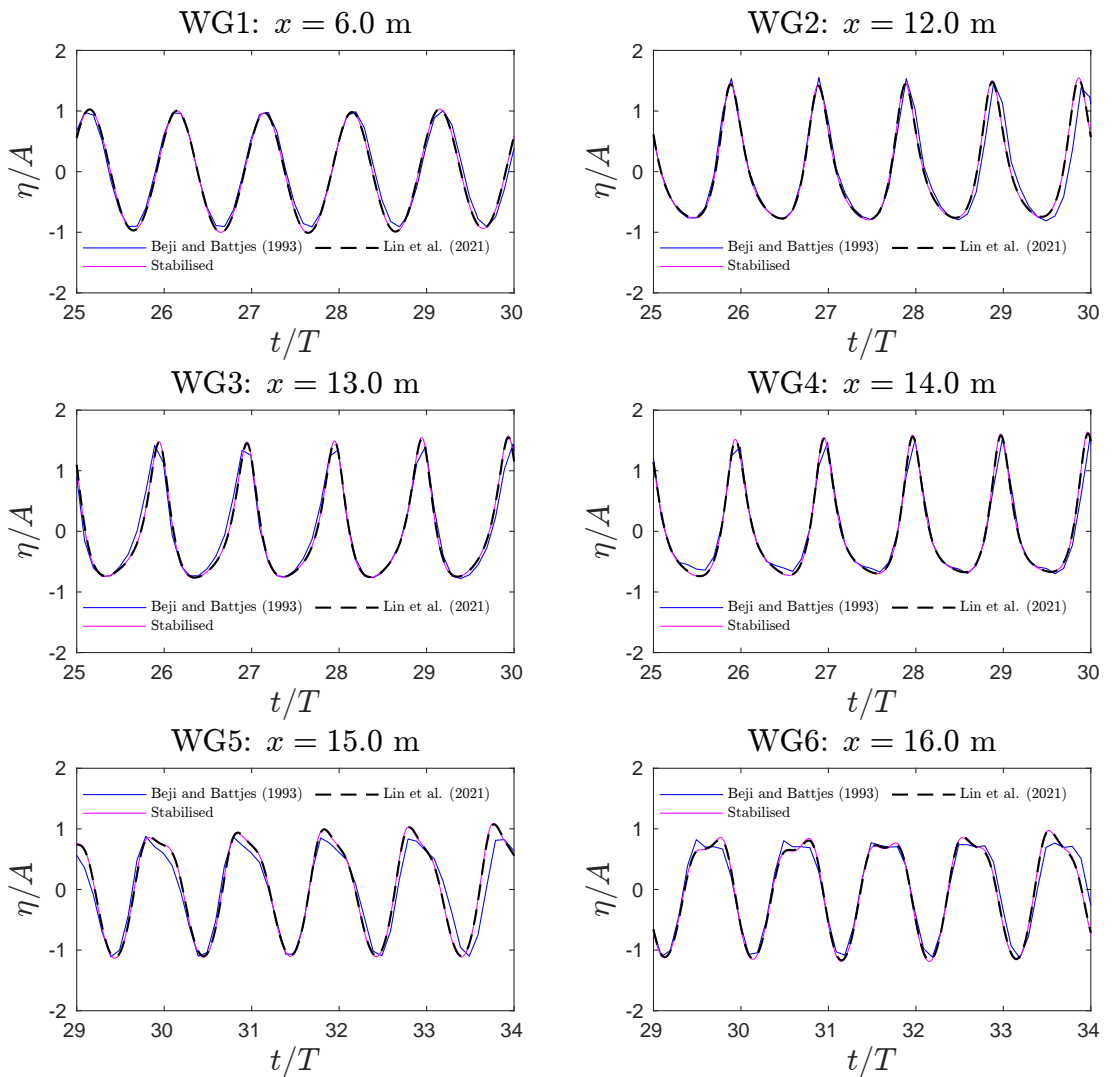 WG1: x = 6.0 m
2
1
0
-1
-2
η/A
Beji and Battjes (1993) Lin et al. (2021)
Stabilised
25 26 27 28 29 30
t/T
WG2: x = 12.0 m
2
1
0
-1
-2
η/A
Beji and Battjes (1993) Lin et al. (2021)
Stabilised
25 26 27 28 29 30
t/T
WG3: x = 13.0 m
2
1
0
-1
-2
η/A
Beji and Battjes (1993) Lin et al. (2021)
Stabilised
25 26 27 28 29 30
t/T
WG4: x = 14.0 m
2
1
0
-1
-2
η/A
Beji and Battjes (1993) Lin et al. (2021)
Stabilised
25 26 27 28 29 30
t/T
WG5: x = 15.0 m
2
Beji and Battjes (1993) Lin et al. (2021)
Stabilised
1
0
-1
-2
η/A
29 30 31 32 33 34
t/T
WG6: x = 16.0 m
2
Beji and Battjes (1993) Lin et al. (2021)
Stabilised
1
0
-1
-2
η/A
29 30 31 32 33 34
t/T